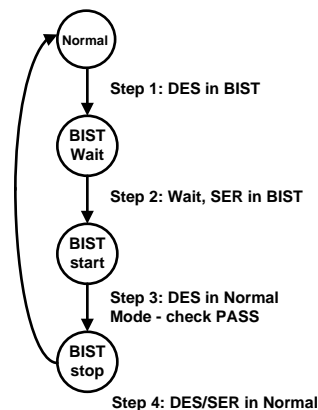 Normal
Step 1: DES in BIST
BIST
Wait
Step 2: Wait, SER in BIST
BIST
start
Step 3: DES in Normal
Mode - check PASS
BIST
stop
Step 4: DES/SER in Normal